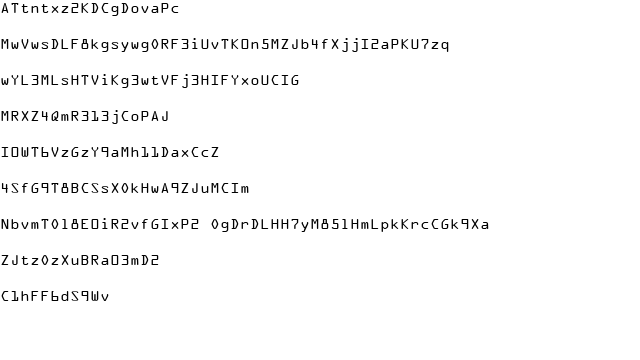 ATtntxz2KDCgDovaPc
MwVwsDLF8kgsywg0RF3iUvTKOn5MZJb4fXjjI2aPKU7zq
wYL3MLsHTViKg3wtVFj3HIFYxoUCIG
MRXZ4QmR313jCoPAJ
IOWT6VzGzY9aMh11DaxCcZ
4SfG9T8BCSsX0kHwA9ZJuMCIm
NbvmT018EOiR2vfGIxP2 0gDrDLHH7yM851HmLpkKrcCGk9Xa
ZJtz0zXuBRaO3mD2
C1hFF6dS9Wv